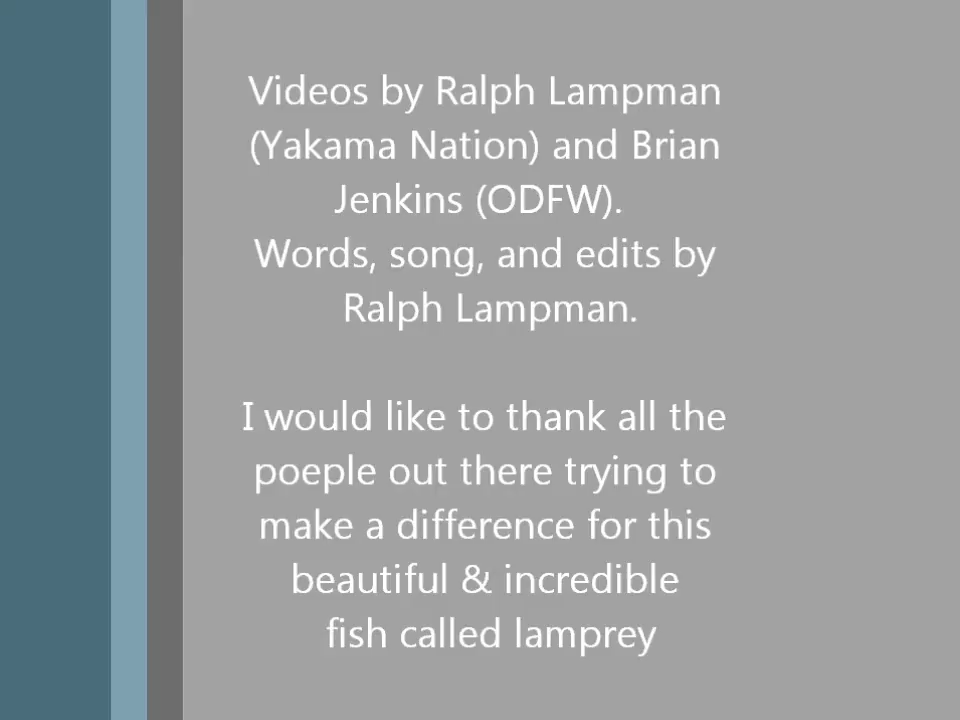 Videos by Ralph Lampman
(Yakama Nation) and Brian
Jenkins (ODFW).
Words, song, and edits by
Ralph Lampman.
I would like to thank all the
poeple out there trying to
make a difference for this
beautiful & incredible
fish called lamprey